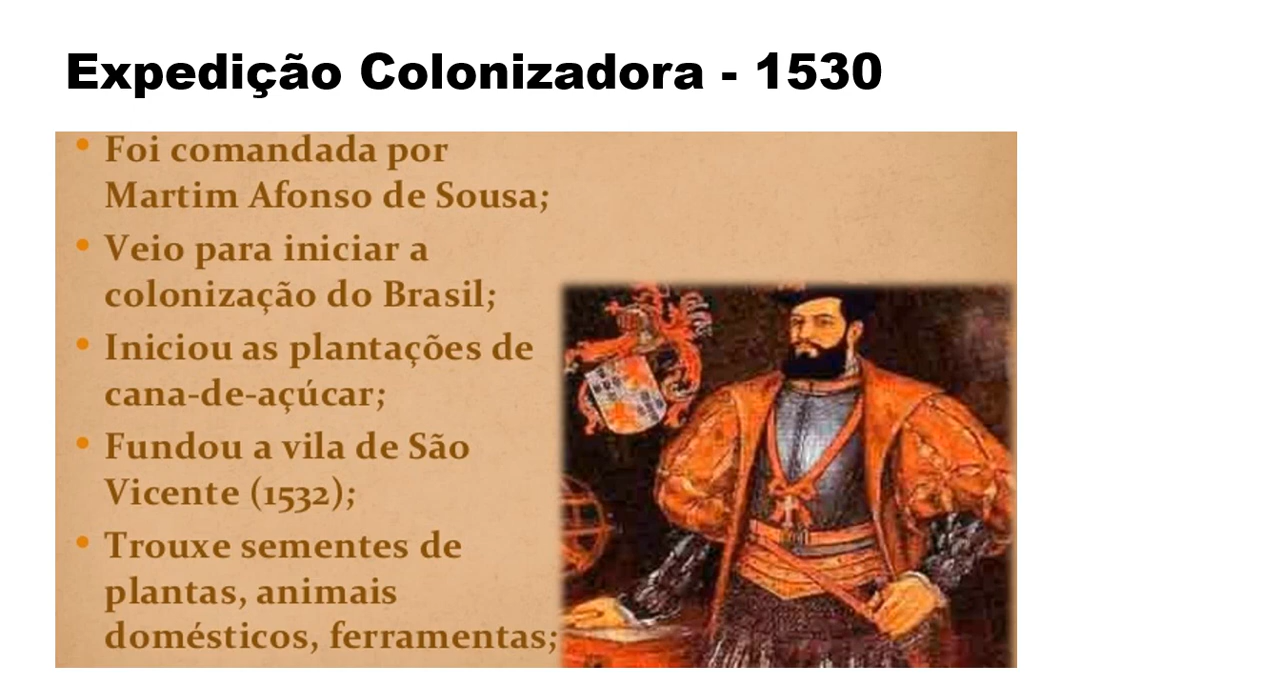 Expedição Colonizadora - 1530
• Foi comandada por
Martim Afonso de Sousa;
• Veio para iniciar a
colonização do Brasil;
• Iniciou as plantações de
cana-de-açúcar;
• Fundou a vila de São
Vicente (1532);
• Trouxe sementes de
plantas, animais
domésticos, ferramentas;